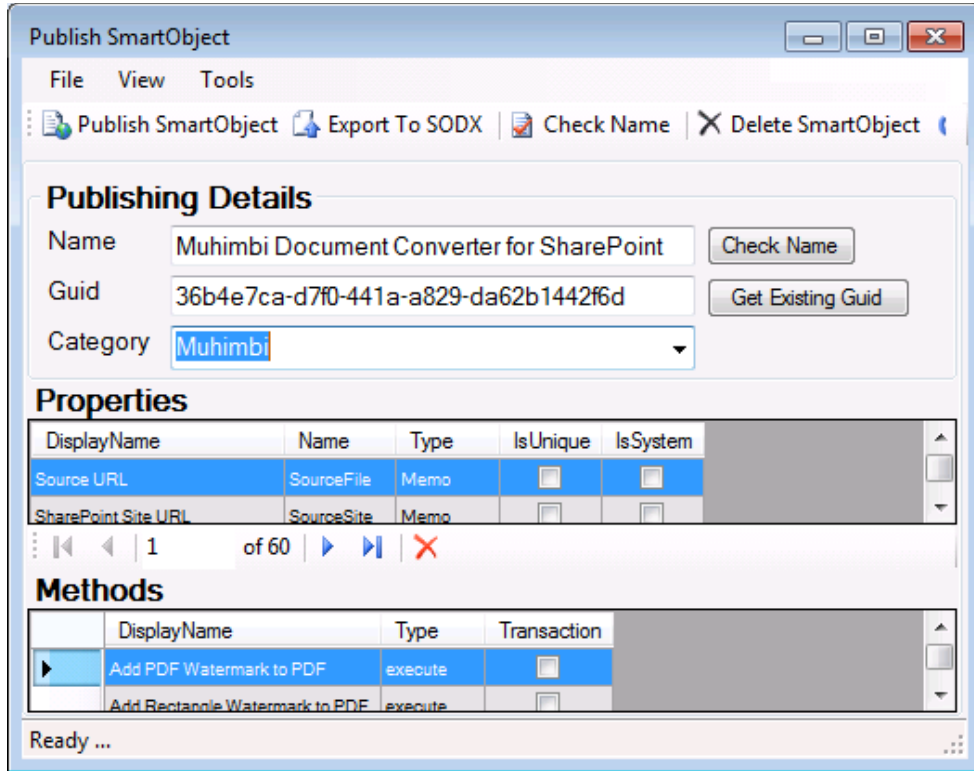 Publish SmartObject
File View Tools
Publish SmartObject Export To SODX Check Name Delete SmartObject
Publishing Details
Name Muhimbi Document Converter for SharePoint Check Name
Guid 36b4e7ca-d7f0-441a-a829-da62b1442f6d Get Existing Guid
Category Muhimbi
Properties
DisplayName Name Type IsUnique IsSystem
Source URL SourceFile Memo
SharePoint Site URL SourceSite Memo
1 of 60
Methods
DisplayName Type Transaction
Add PDF Watermark to PDF execute
Add Rectangle Watermark to PDF execute
Ready ...